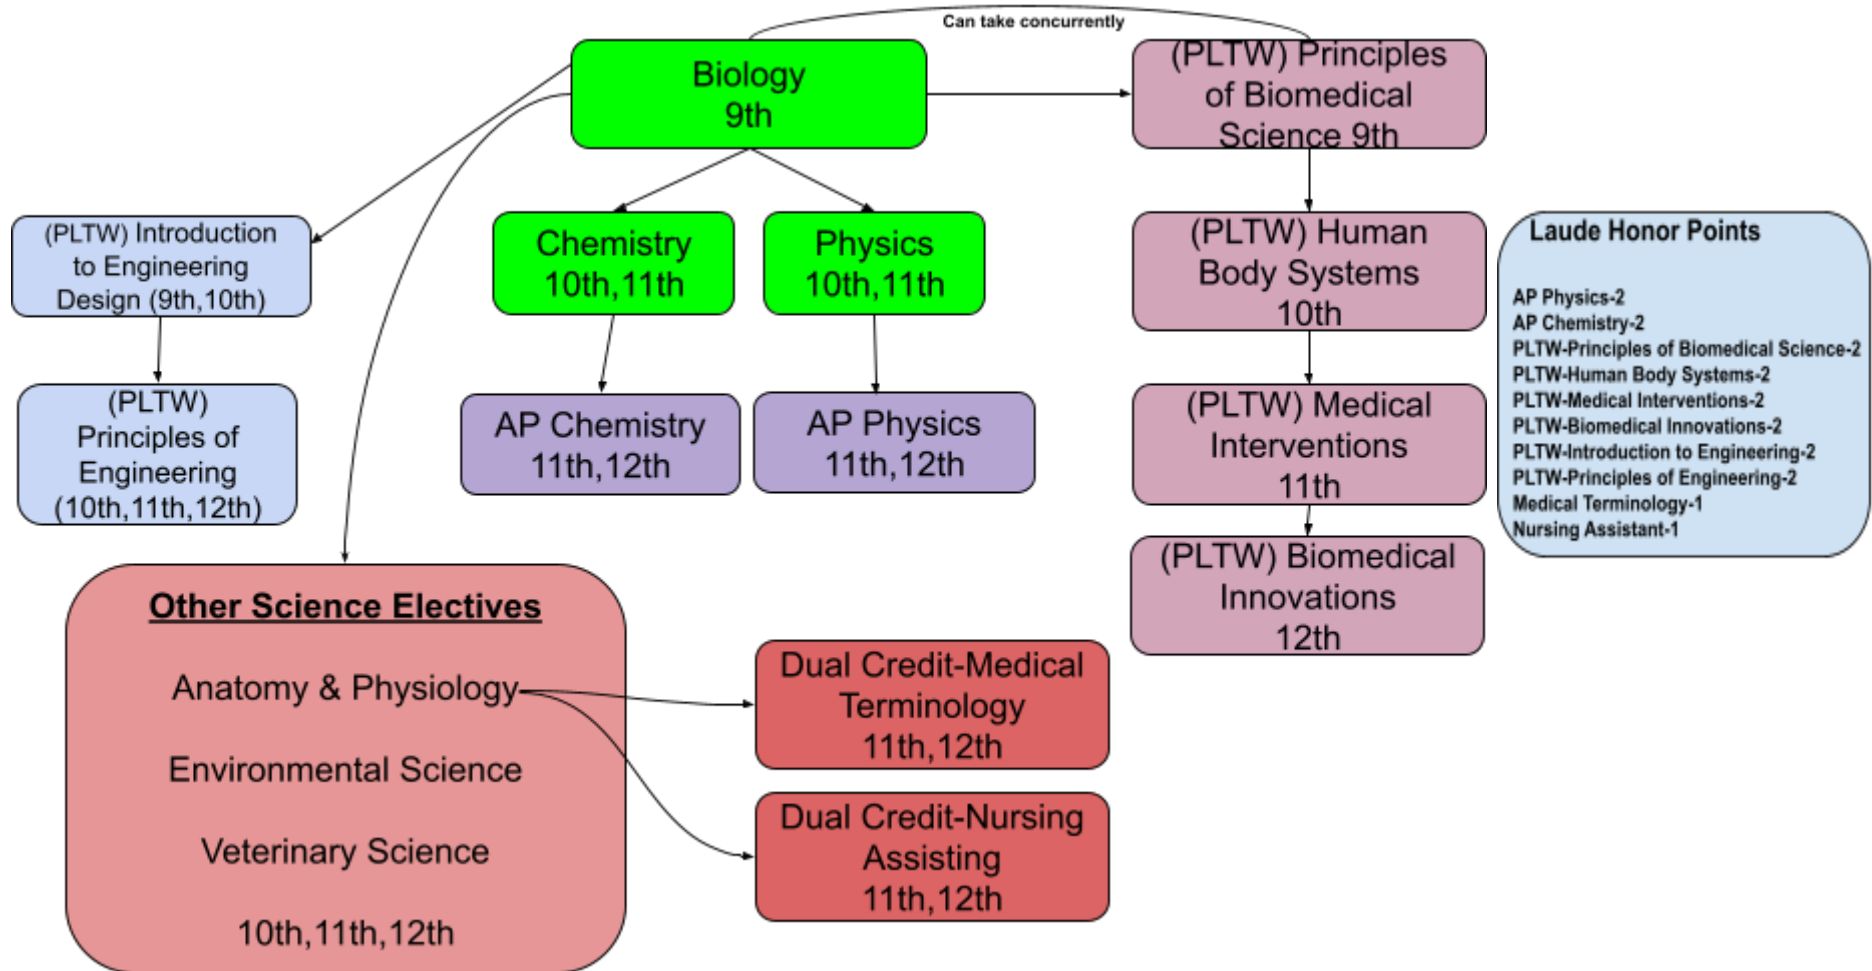 Can take concurrently
Biology
9th
(PLTW) Principles
of Biomedical
Science 9th
(PLTW) Introduction
to Engineering
Design (9th,10th)
Chemistry
10th,11th
Physics
10th,11th
(PLTW) Human
Body Systems
10th
Laude Honor Points
AP Physics-2
AP Chemistry-2
PLTW-Principles of Biomedical Science-2
PLTW-Human Body Systems-2
PLTW-Medical Interventions-2
PLTW-Biomedical Innovations-2
PLTW-Introduction to Engineering-2
PLTW-Principles of Engineering-2
Medical Terminology-1
Nursing Assistant-1
(PLTW)
Principles of
Engineering
(10th,11th,12th)
AP Chemistry
11th,12th
AP Physics
11th,12th
(PLTW) Medical
Interventions
11th
(PLTW) Biomedical
Innovations
12th
Other Science Electives
Anatomy & Physiology
Environmental Science
Veterinary Science
10th,11th,12th
Dual Credit-Medical
Terminology
11th,12th
Dual Credit-Nursing
Assisting
11th,12th